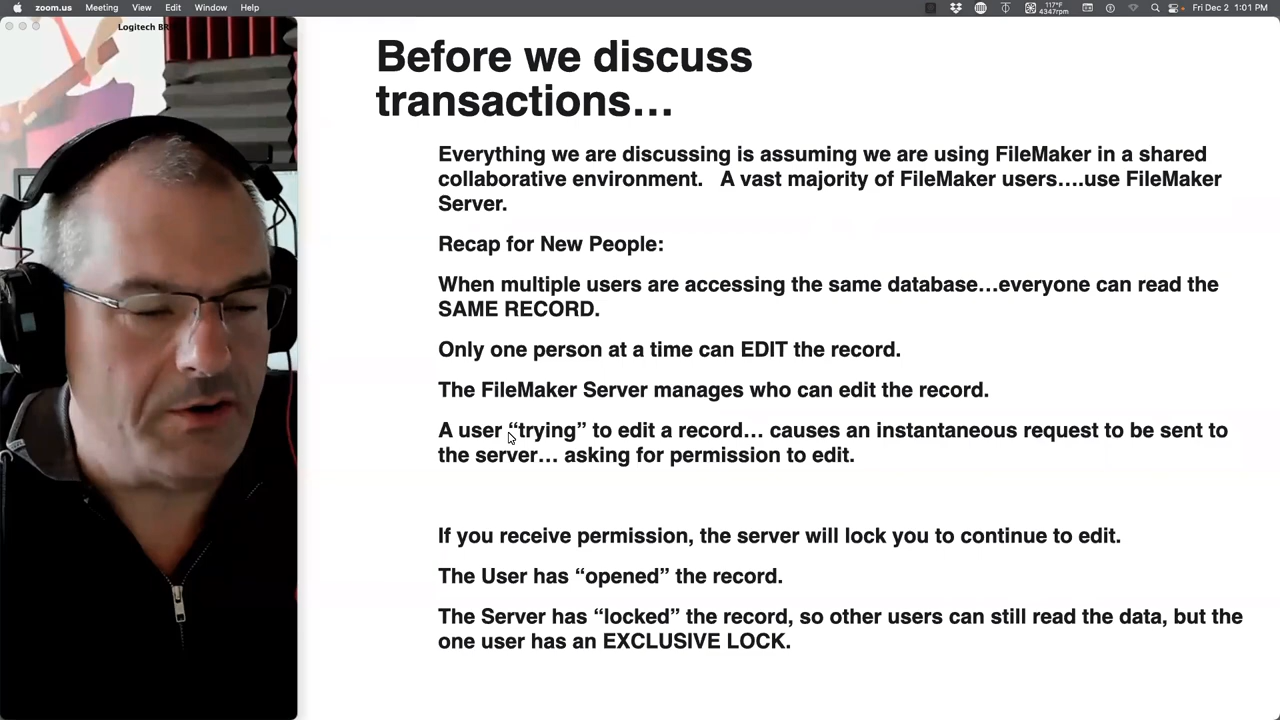 zoom.us Meeting View Edit Window Help
117°F
4347rpm
Fri Dec 2 1:01 PM
Logitech BR
Before we discuss
transactions…
Everything we are discussing is assuming we are using FileMaker in a shared
collaborative environment.   A vast majority of FileMaker users….use FileMaker
Server.
Recap for New People:
When multiple users are accessing the same database…everyone can read the
SAME RECORD.
Only one person at a time can EDIT the record.
The FileMaker Server manages who can edit the record.
A user “trying” to edit a record… causes an instantaneous request to be sent to
the server… asking for permission to edit.
If you receive permission, the server will lock you to continue to edit.
The User has “opened” the record.
The Server has “locked” the record, so other users can still read the data, but the
one user has an EXCLUSIVE LOCK.